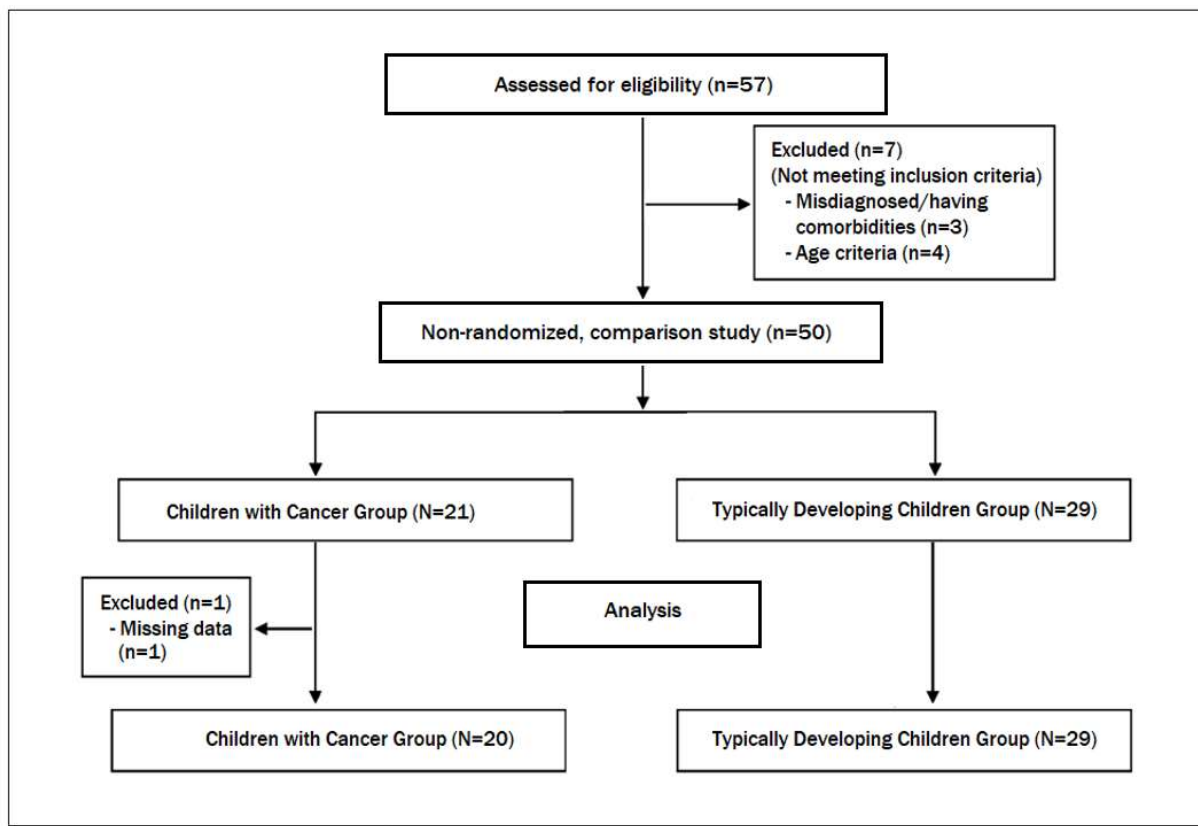 Assessed for eligibility (n=57)
Excluded (n=7)
(Not meeting inclusion criteria)
- Misdiagnosed/having
comorbidities (n=3)
- Age criteria (n=4)
Non-randomized, comparison study (n=50)
Children with Cancer Group (N=21)
Typically Developing Children Group (N=29)
Excluded (n=1)
- Missing data
(n=1)
Analysis
Children with Cancer Group (N=20)
Typically Developing Children Group (N=29)